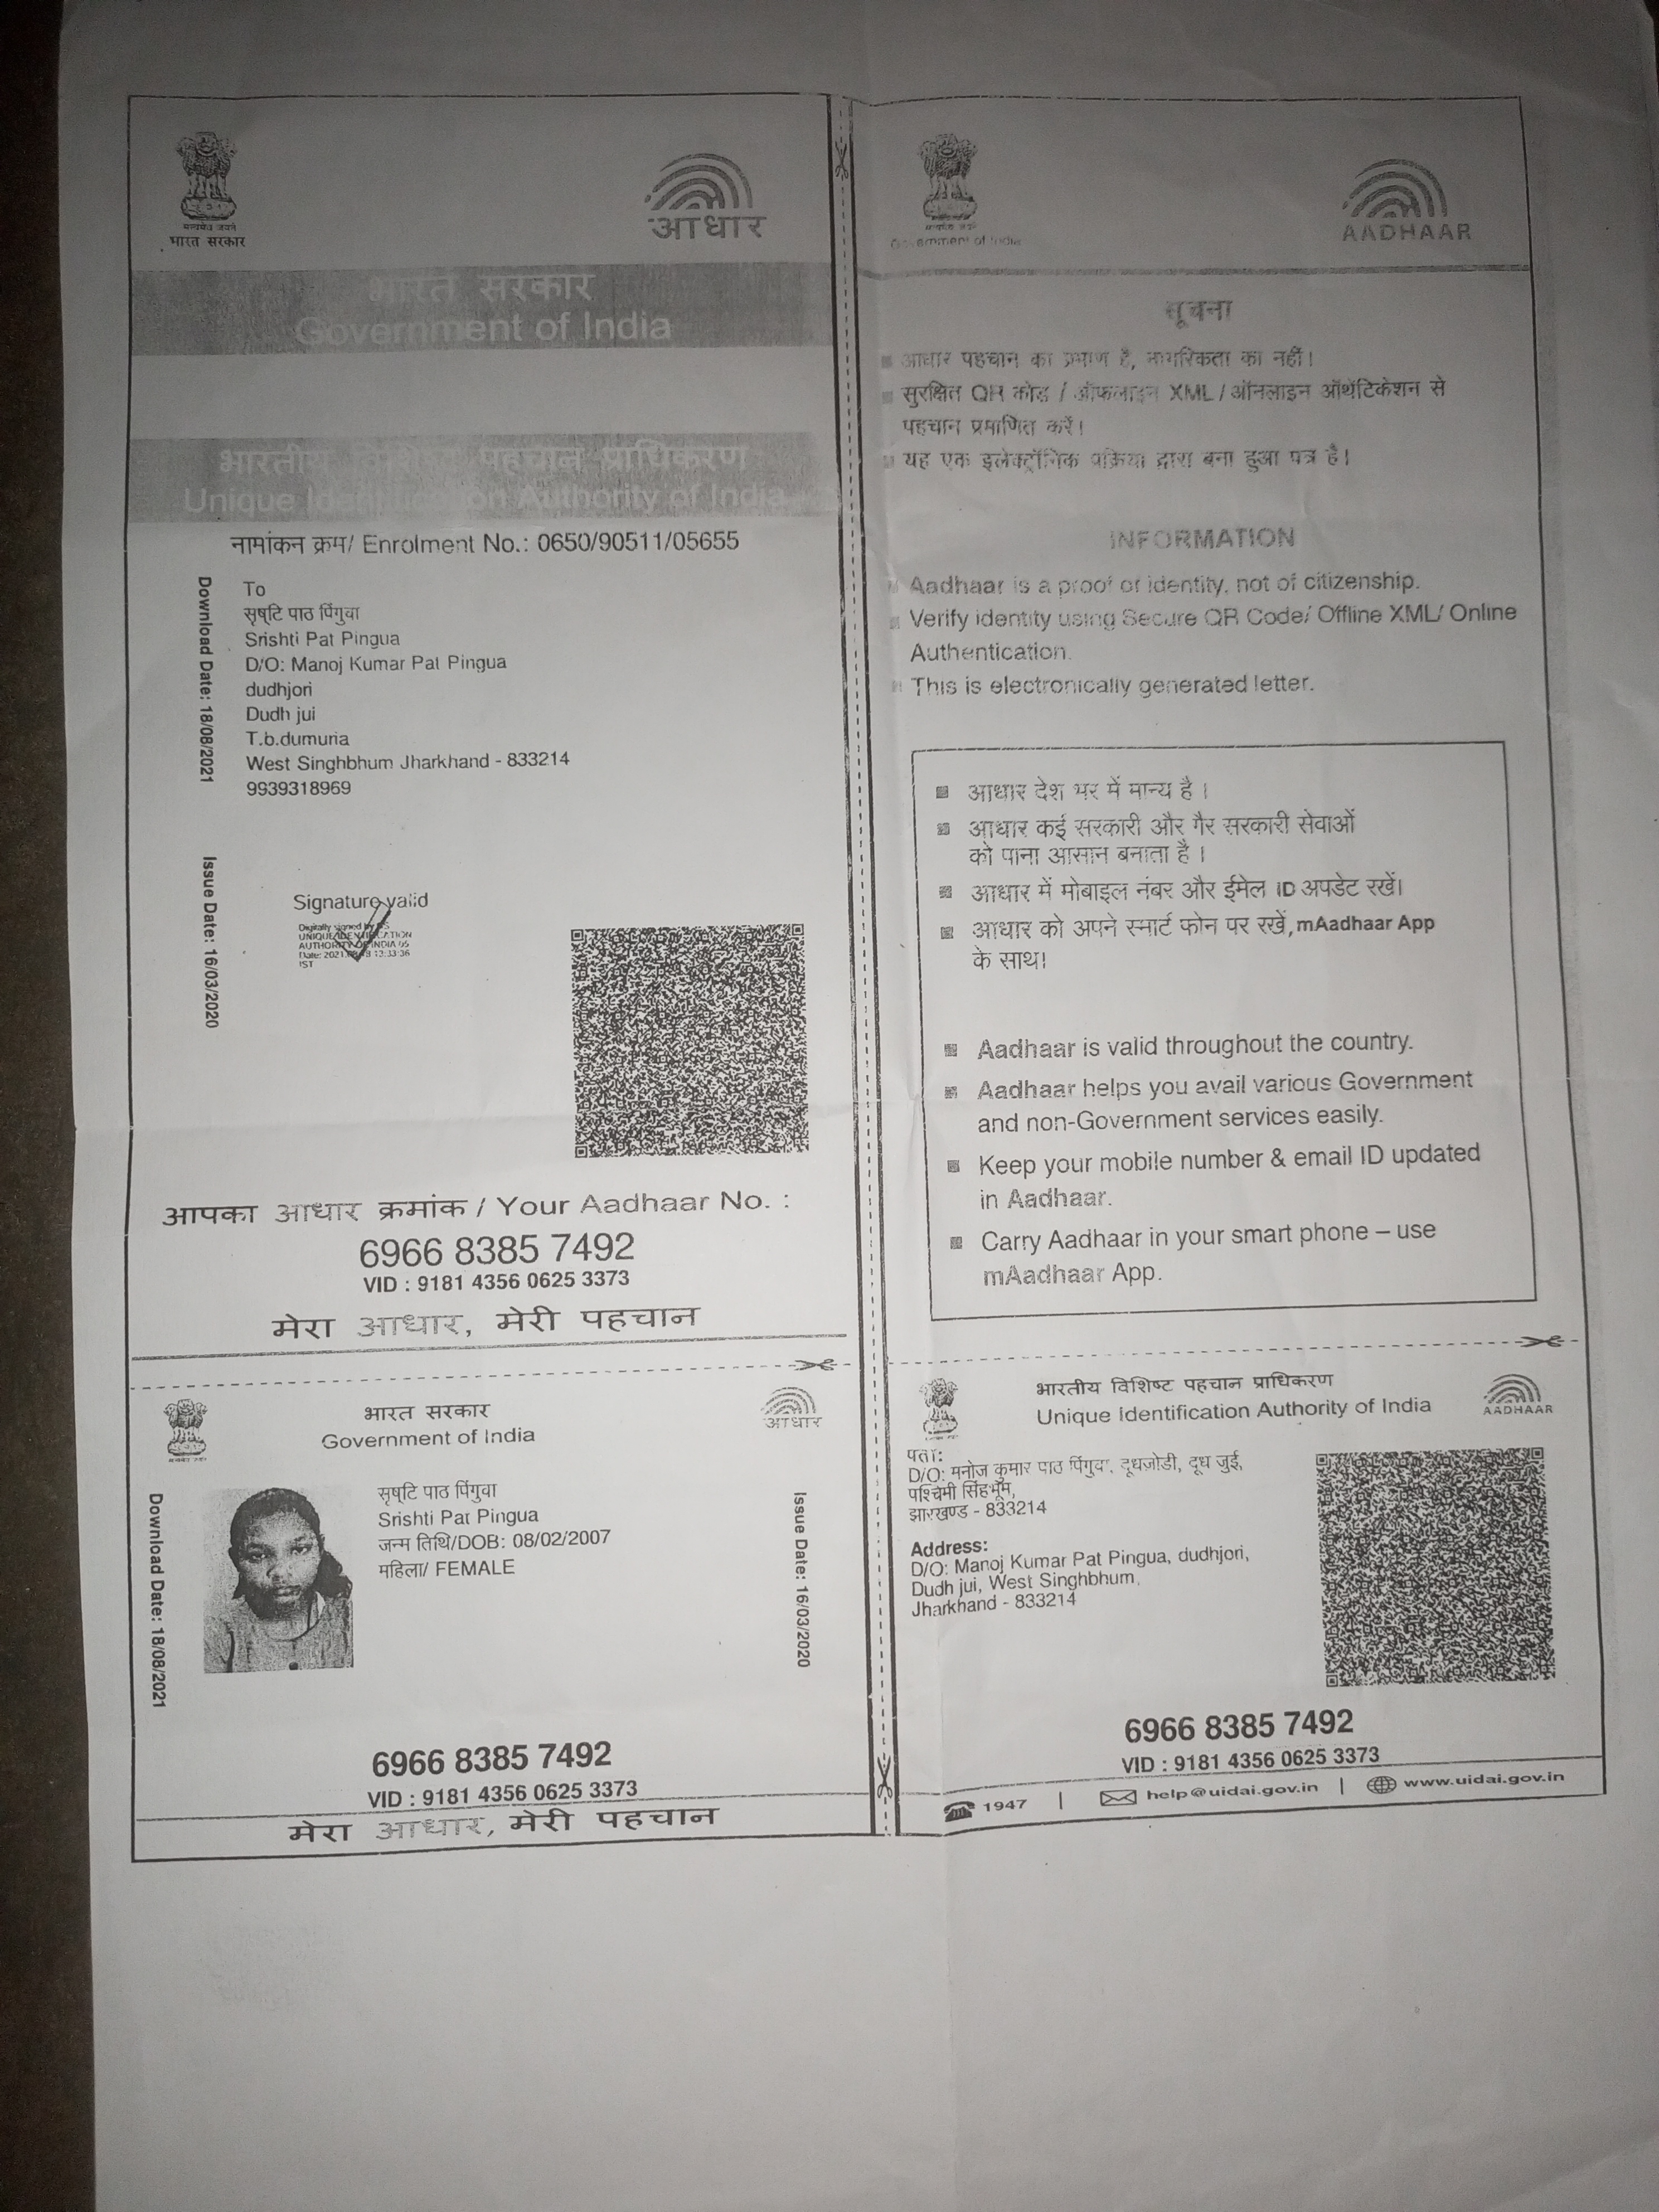 सत्यमेव जयते
भारत सरकार
आधार
भारत सरकार
Government of India
भारतीय विशिष्ट पहचान प्राधिकरण
Unique Identification Authority of India
नामांकन क्रम/ Enrolment No.: 0650/90511/05655
To
सृष्टि पाठ पिंगुवा
Srishti Pat Pingua
D/O: Manoj Kumar Pat Pingua
dudhjori
Dudh jui
T.b.dumuria
West Singhbhum Jharkhand - 833214
9939318969
Download Date: 18/08/2021
Issue Date: 16/03/2020
Signature valid
Digitally signed by DS
UNIQUE IDENTIFICATION
AUTHORITY OF INDIA 05
Date: 2021 13:33:36
IST
आपका आधार क्रमांक / Your Aadhaar No. :
6966 8385 7492
VID : 9181 4356 0625 3373
मेरा आधार, मेरी पहचान
भारत सरकार
Government of India
आधार
Download Date: 18/08/2021
सृष्टि पाठ पिंगुवा
Srishti Pat Pingua
जन्म तिथि/DOB: 08/02/2007
महिला/ FEMALE
Issue Date: 16/03/2020
6966 8385 7492
VID : 9181 4356 0625 3373
मेरा आधार, मेरी पहचान
सत्यमेव जयते
Government of India
AADHAAR
सूचना
आधार पहचान का प्रमाण है, नागरिकता का नहीं।
सुरक्षित QR कोड / ऑफलाइन XML / ऑनलाइन ऑथेंटिकेशन से
पहचान प्रमाणित करें।
यह एक इलेक्ट्रॉनिक प्रक्रिया द्वारा बना हुआ पत्र है।
INFORMATION
Aadhaar is a proof of identity, not of citizenship.
Verify identity using Secure QR Code/ Offline XML/ Online
Authentication.
This is electronically generated letter.
आधार देश भर में मान्य है ।
आधार कई सरकारी और गैर सरकारी सेवाओं
को पाना आसान बनाता है ।
आधार में मोबाइल नंबर और ईमेल ID अपडेट रखें।
आधार को अपने स्मार्ट फोन पर रखें, mAadhaar App
के साथ।
Aadhaar is valid throughout the country.
Aadhaar helps you avail various Government
and non-Government services easily.
Keep your mobile number & email ID updated
in Aadhaar.
Carry Aadhaar in your smart phone – use
mAadhaar App.
भारतीय विशिष्ट पहचान प्राधिकरण
Unique Identification Authority of India
AADHAAR
पता:
D/O: मनोज कुमार पाठ पिंगुवा, दूधजोडी, दूध जुई,
पश्चिमी सिंहभूम,
झारखण्ड - 833214
Address:
D/O: Manoj Kumar Pat Pingua, dudhjori,
Dudh jui, West Singhbhum,
Jharkhand - 833214
6966 8385 7492
VID : 9181 4356 0625 3373
1947 | help@uidai.gov.in | www.uidai.gov.in